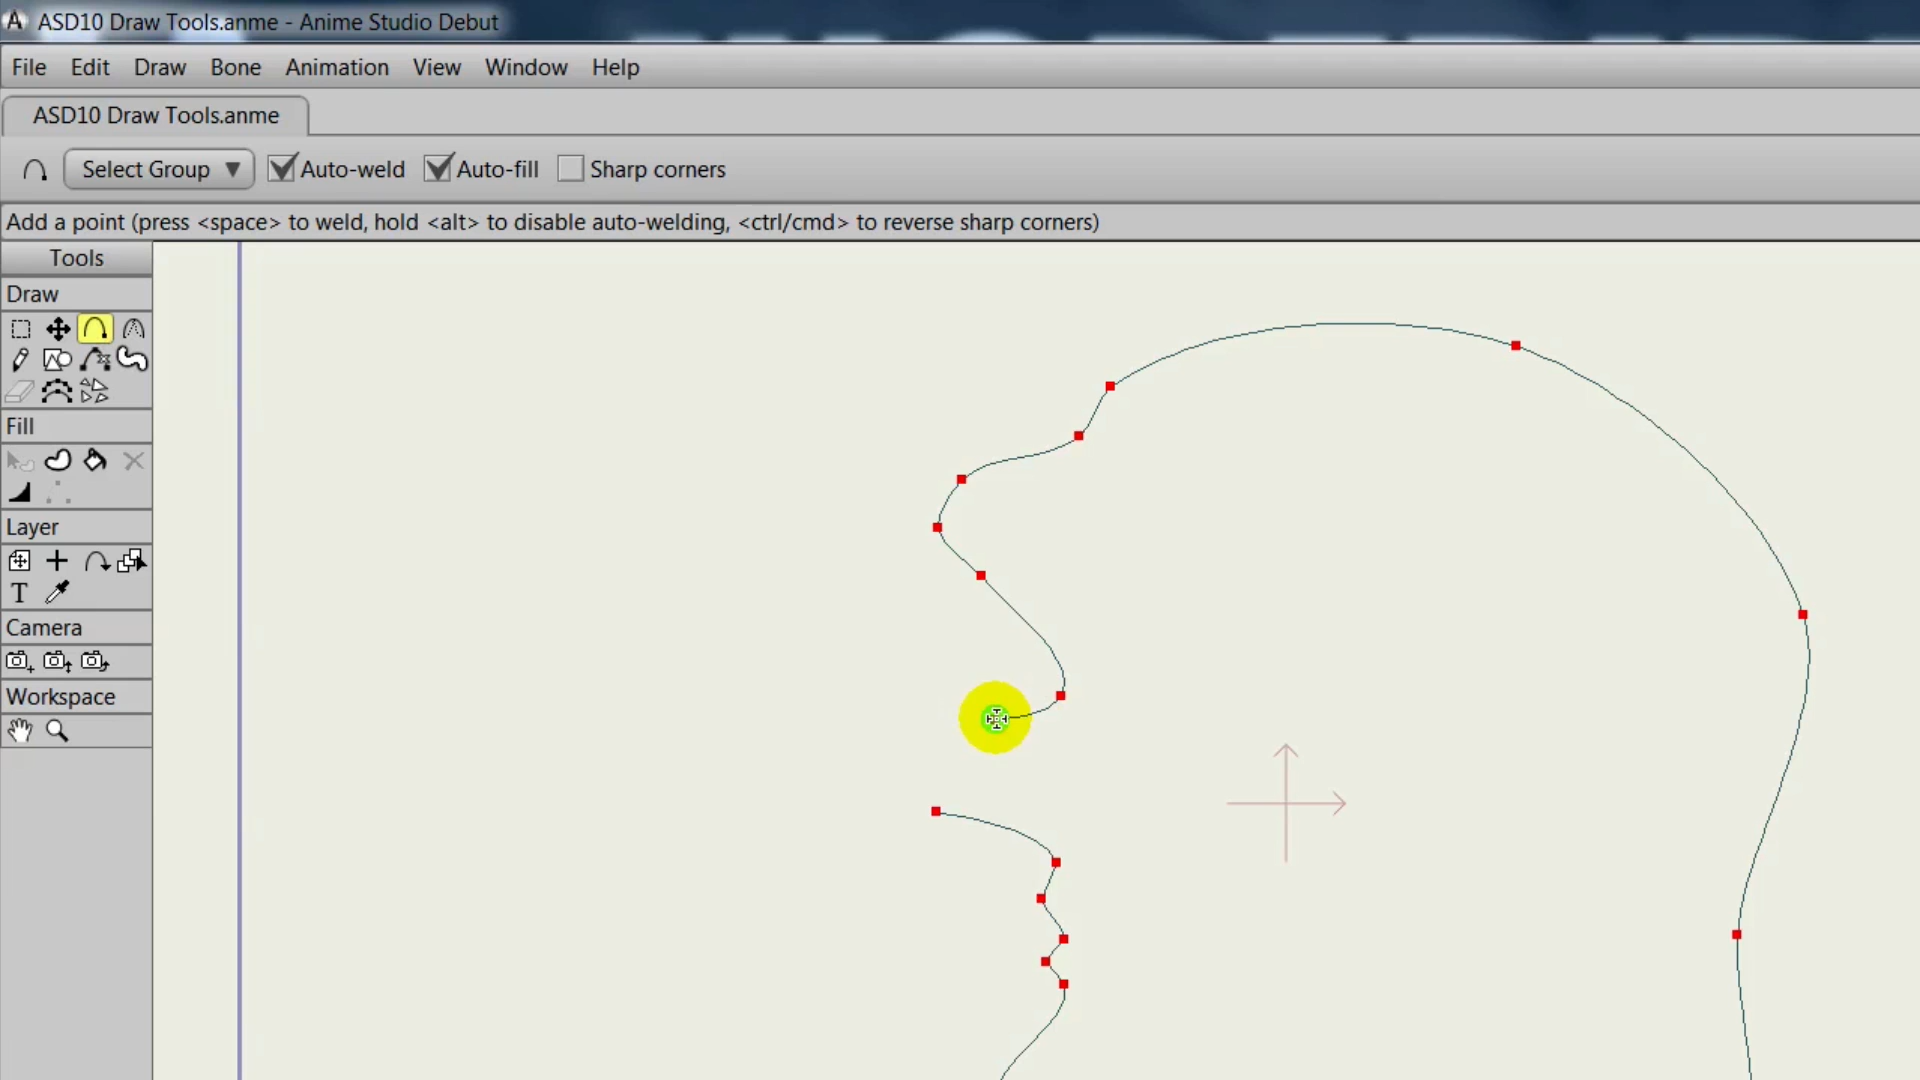 ASD10 Draw Tools.anme - Anime Studio Debut
File Edit Draw Bone Animation View Window Help
ASD10 Draw Tools.anme
Select Group Auto-weld Auto-fill Sharp corners
Add a point (press <space> to weld, hold <alt> to disable auto-welding, <ctrl/cmd> to reverse sharp corners)
Tools
Draw
Fill
Layer
T
Camera
Workspace